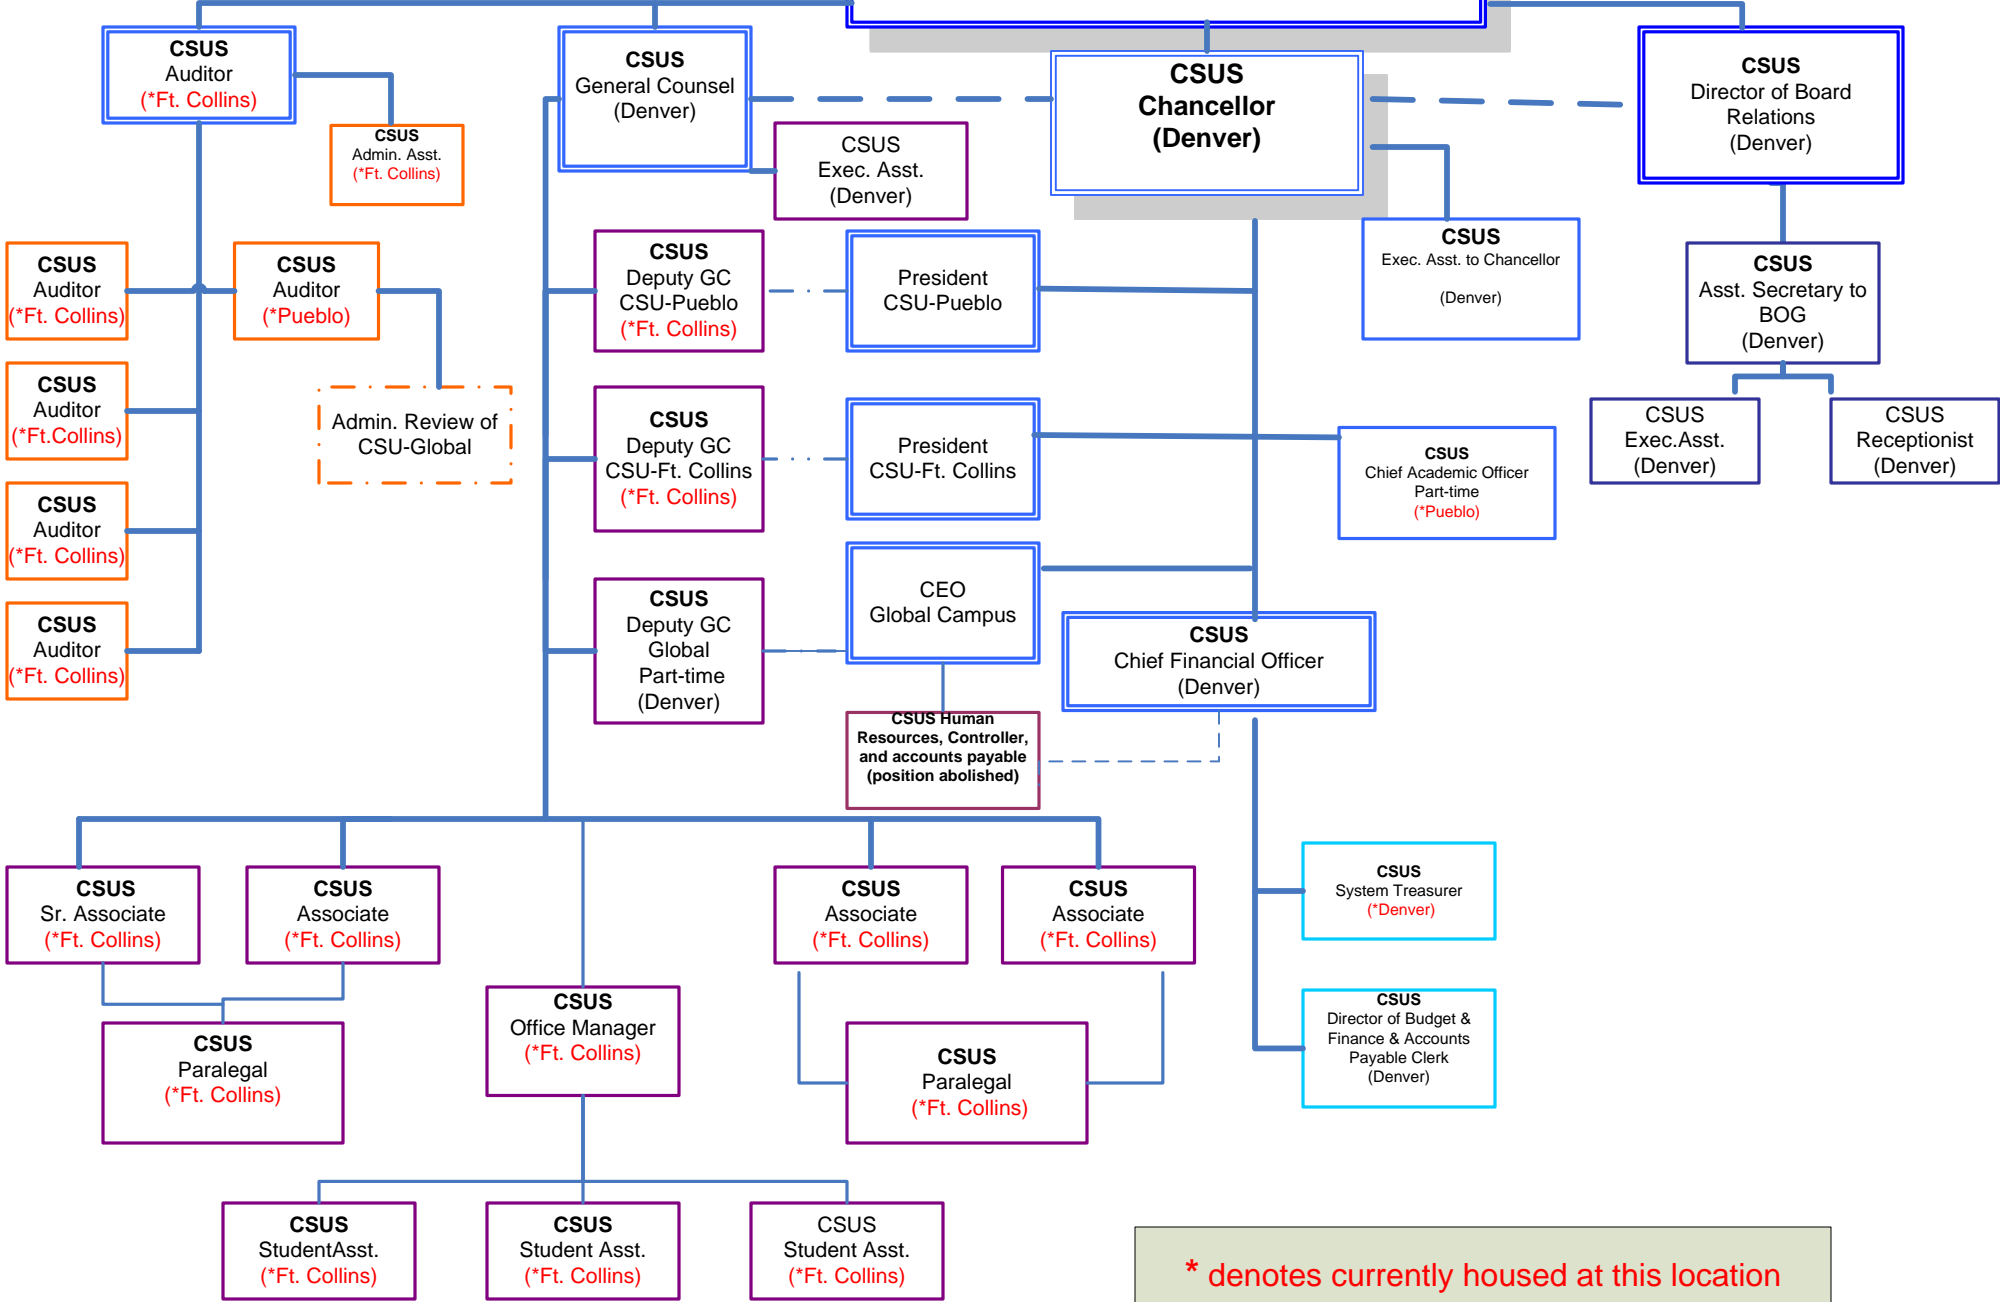 CSUS
Auditor
(*Ft. Collins)
CSUS
General Counsel
(Denver)
CSUS
Chancellor
(Denver)
CSUS
Director of Board
Relations
(Denver)
CSUS
Admin. Asst.
(*Ft. Collins)
CSUS
Exec. Asst.
(Denver)
CSUS
Exec. Asst. to Chancellor
(Denver)
CSUS
Auditor
(*Ft. Collins)
CSUS
Auditor
(*Pueblo)
CSUS
Deputy GC
CSU-Pueblo
(*Ft. Collins)
President
CSU-Pueblo
CSUS
Asst. Secretary to
BOG
(Denver)
CSUS
Auditor
(*Ft.Collins)
Admin. Review of
CSU-Global
CSUS
Deputy GC
CSU-Ft. Collins
(*Ft. Collins)
President
CSU-Ft. Collins
CSUS
Chief Academic Officer
Part-time
(*Pueblo)
CSUS
Exec.Asst.
(Denver)
CSUS
Receptionist
(Denver)
CSUS
Auditor
(*Ft. Collins)
CSUS
Auditor
(*Ft. Collins)
CSUS
Deputy GC
Global
Part-time
(Denver)
CEO
Global Campus
CSUS
Chief Financial Officer
(Denver)
CSUS Human
Resources, Controller,
and accounts payable
(position abolished)
CSUS
Sr. Associate
(*Ft. Collins)
CSUS
Associate
(*Ft. Collins)
CSUS
Associate
(*Ft. Collins)
CSUS
Associate
(*Ft. Collins)
CSUS
System Treasurer
(*Denver)
CSUS
Paralegal
(*Ft. Collins)
CSUS
Office Manager
(*Ft. Collins)
CSUS
Paralegal
(*Ft. Collins)
CSUS
Director of Budget &
Finance & Accounts
Payable Clerk
(Denver)
CSUS
StudentAsst.
(*Ft. Collins)
CSUS
Student Asst.
(*Ft. Collins)
CSUS
Student Asst.
(*Ft. Collins)
* denotes currently housed at this location